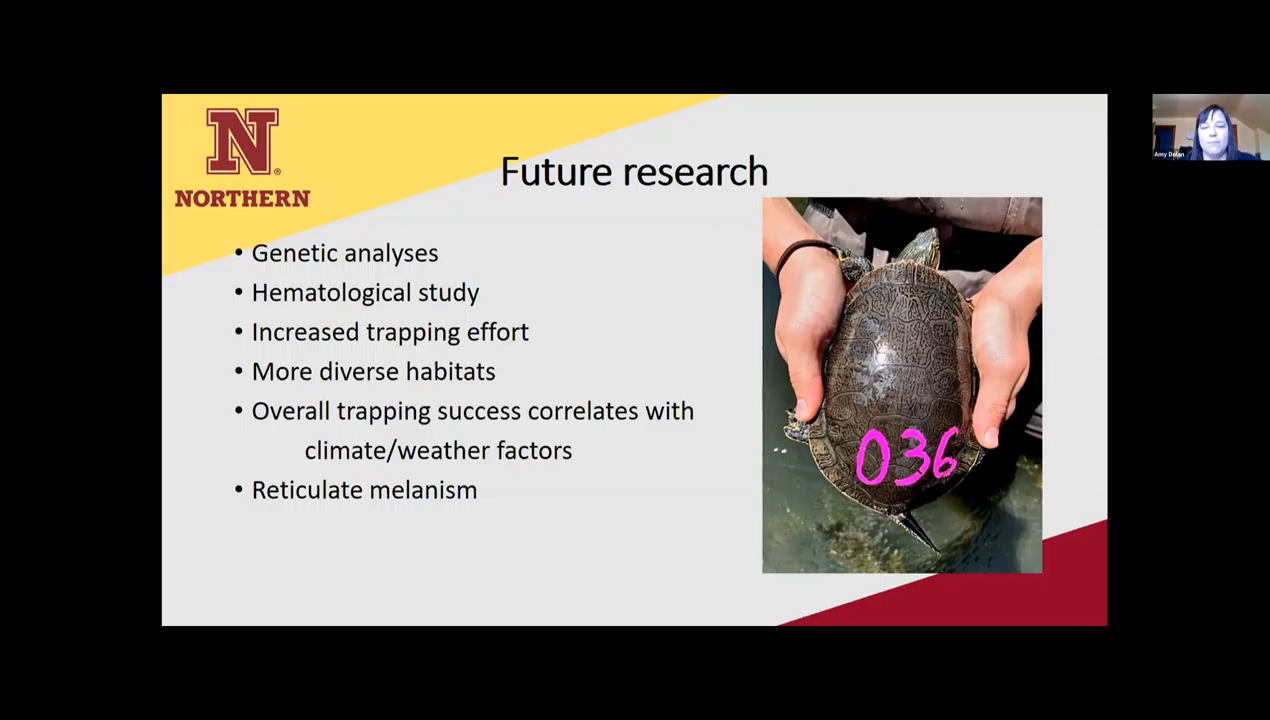 N®
NORTHERN
Future research
• Genetic analyses
• Hematological study
• Increased trapping effort
• More diverse habitats
• Overall trapping success correlates with
climate/weather factors
• Reticulate melanism
036
Amy Dolan